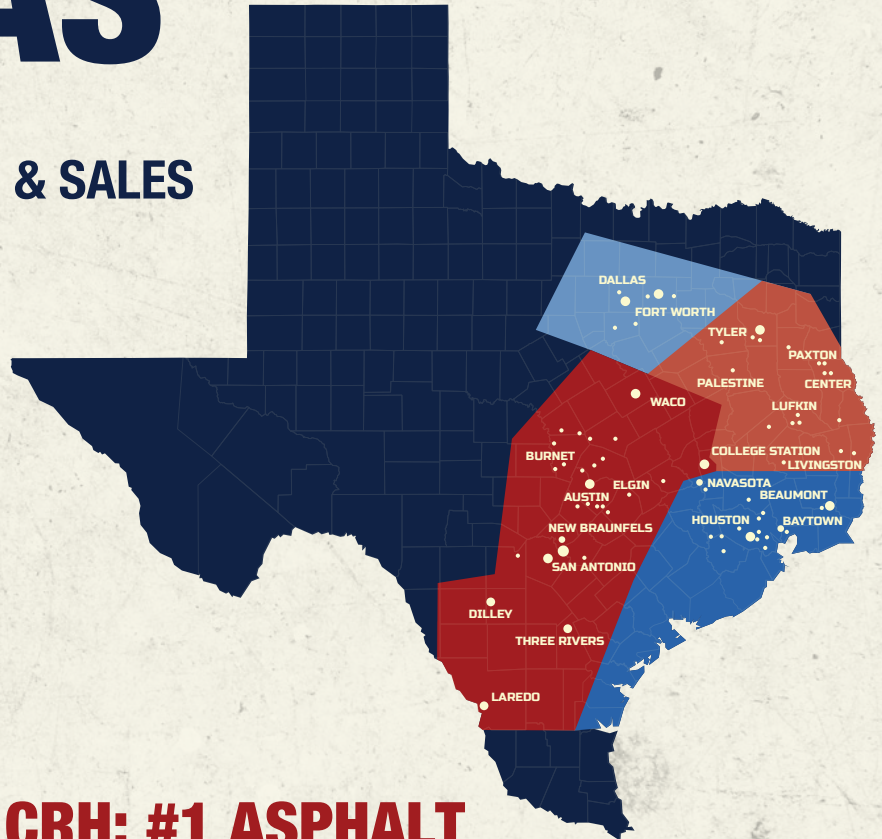 AS
& SALES
DALLAS
FORT WORTH
TYLER
PAXTON
PALESTINE
CENTER
WACO
LUFKIN
BURNET
COLLEGE STATION
LIVINGSTON
ELGIN
NAVASOTA
AUSTIN
BEAUMONT
HOUSTON
BAYTOWN
NEW BRAUNFELS
SAN ANTONIO
DILLEY
THREE RIVERS
LAREDO
CRH: #1 ASPHALT